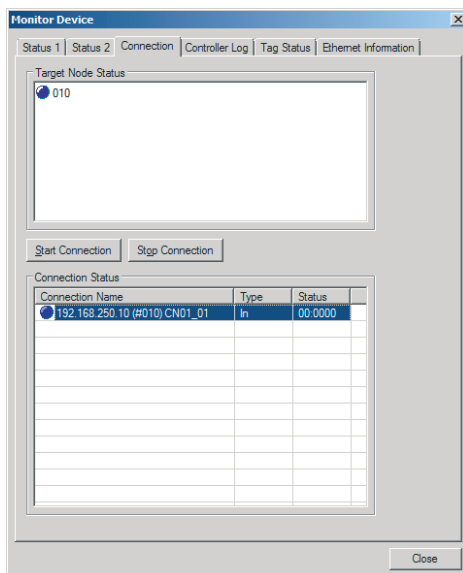 Monitor Device
Status 1 Status 2 Connection Controller Log Tag Status Ethernet Information
Target Node Status
010
Start Connection Stop Connection
Connection Status
Connection Name Type Status
192.168.250.10 (#010) CN01_01 In 00:0000
Close